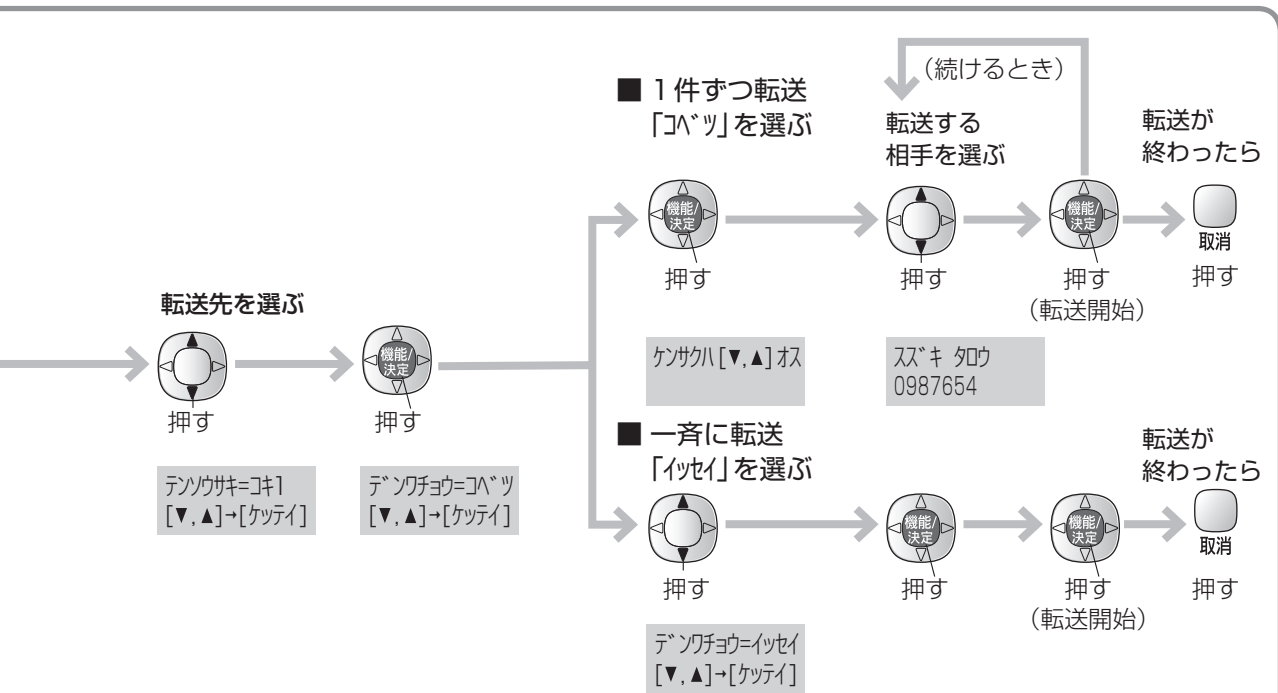 転送先を選ぶ
機能/
決定
押す
押す
テンソウサキ=コキ1
[▼,▲]→[ケッテイ]
デンワチョウ=コベツ
[▼,▲]→[ケッテイ]
■ 1件ずつ転送
「コベツ」を選ぶ
機能/
決定
押す
ケンサクハ[▼,▲]オス
(続けるとき)
転送する
相手を選ぶ
押す
スズキ タロウ
0987654
機能/
決定
押す
(転送開始)
転送が
終わったら
取消
押す
■ 一斉に転送
「イッセイ」を選ぶ
押す
デンワチョウ=イッセイ
[▼,▲]→[ケッテイ]
機能/
決定
押す
機能/
決定
押す
(転送開始)
転送が
終わったら
取消
押す